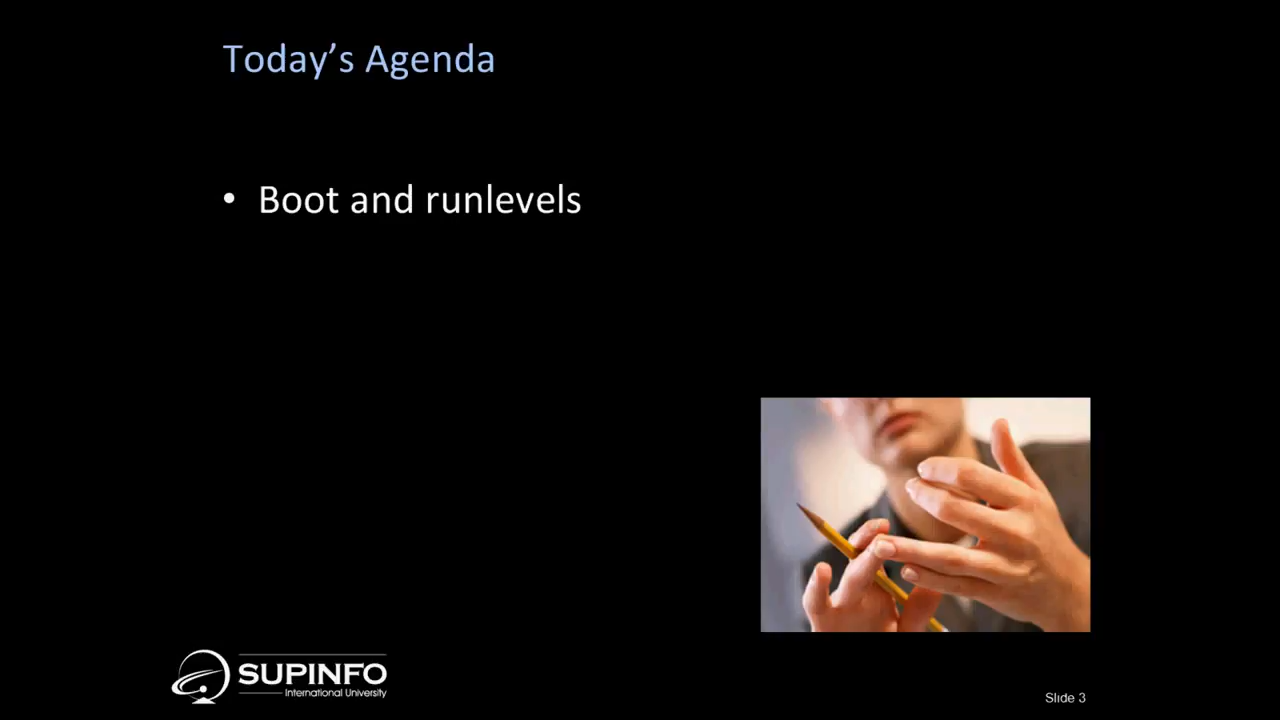 Today’s Agenda
• Boot and runlevels
SUPINFO
International University
Slide 3